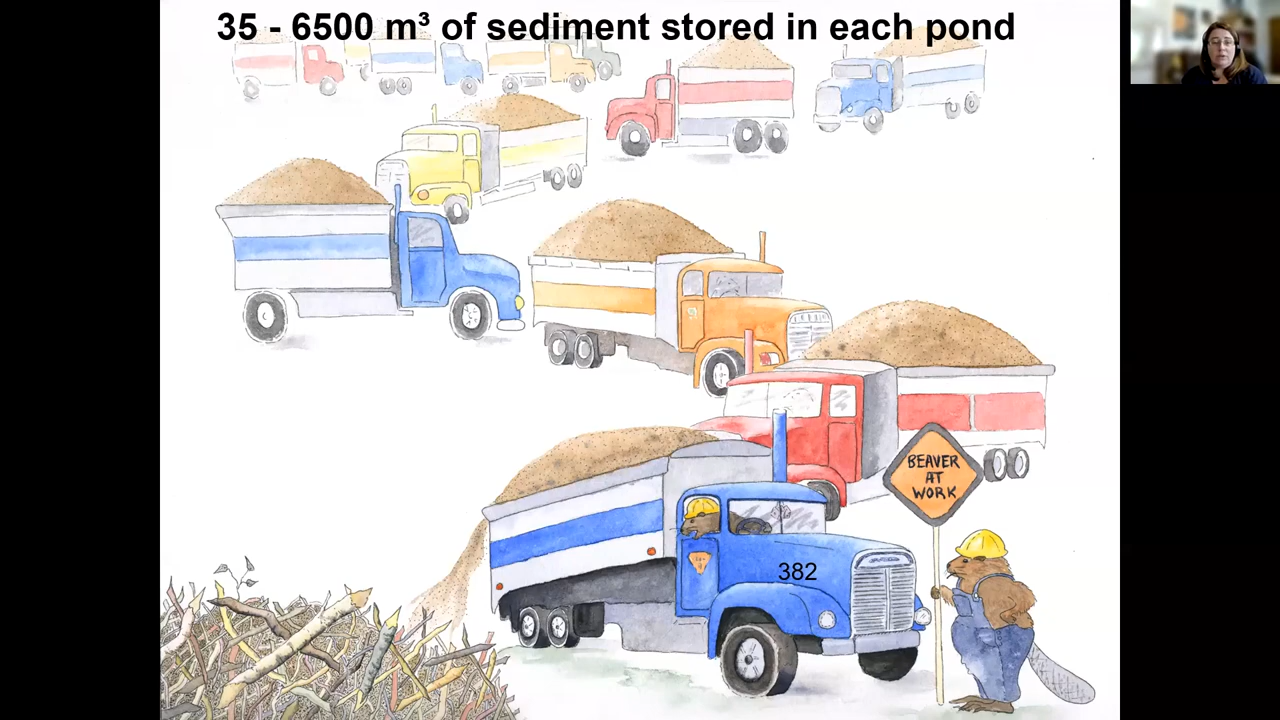 35 - 6500 m³ of sediment stored in each pond
BEAVER
AT
WORK
382